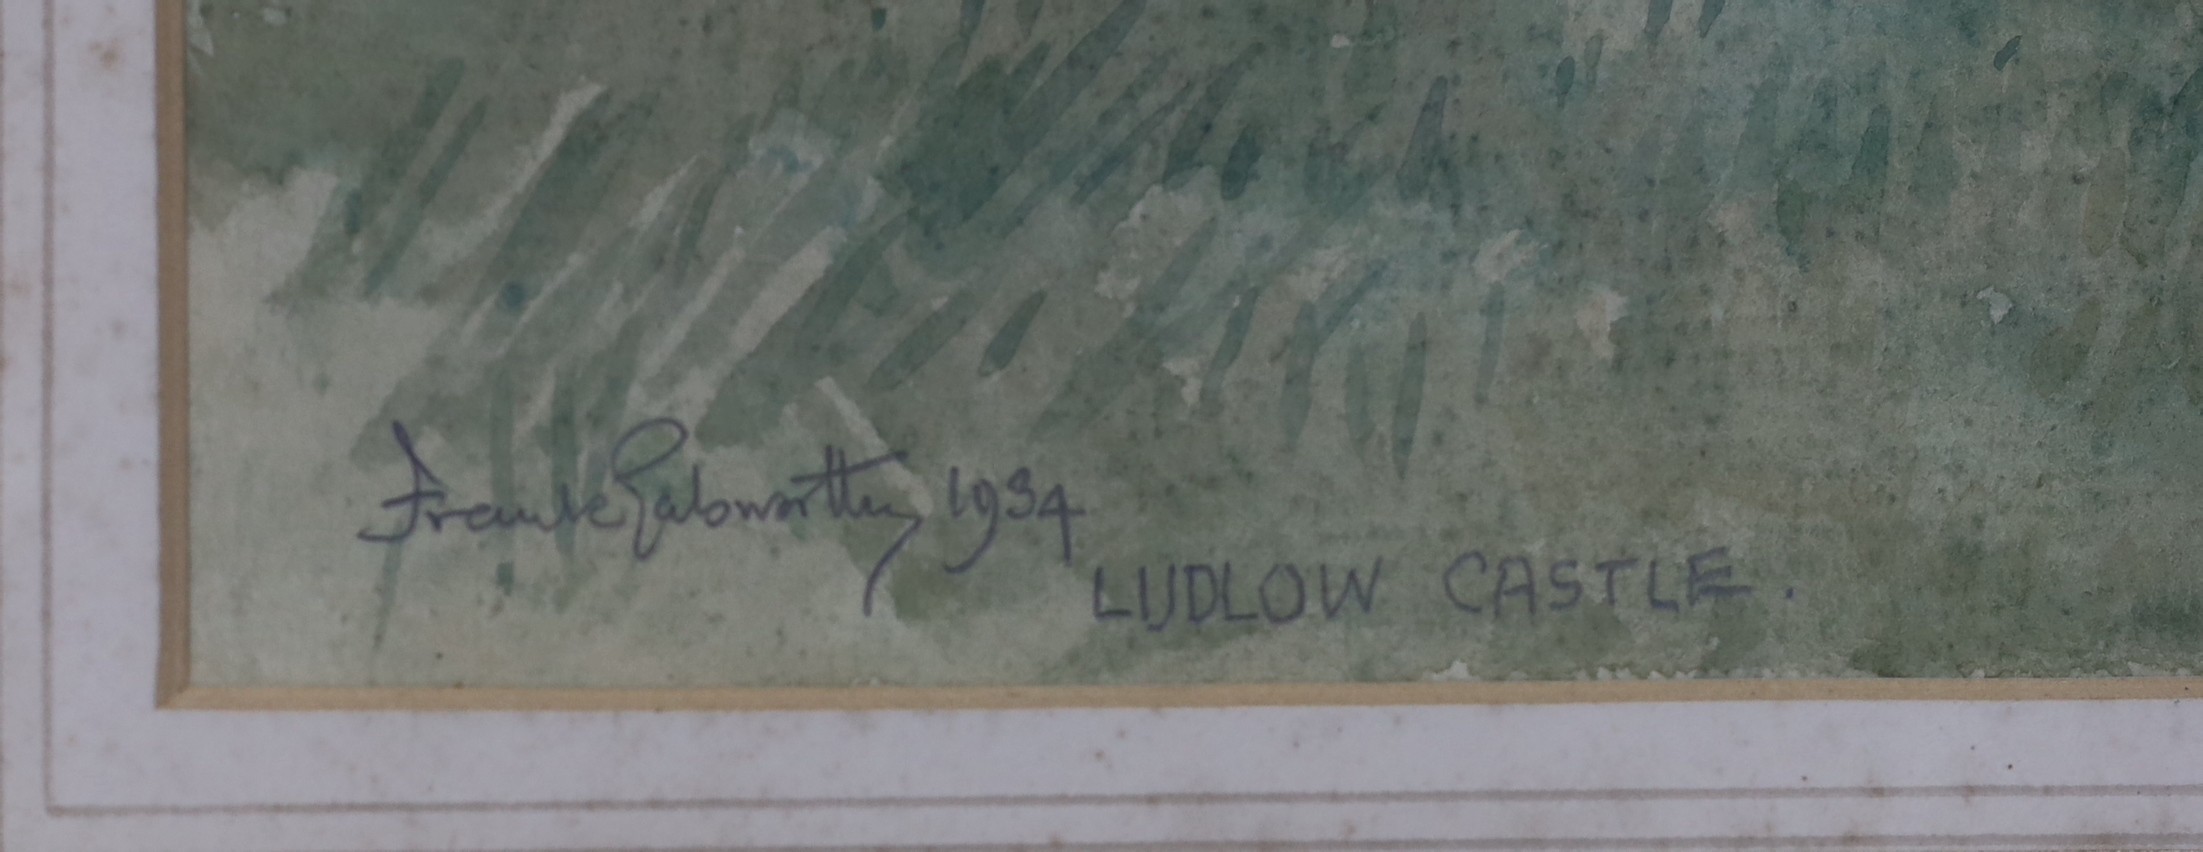 Frank Galsworthy 1934
LUDLOW CASTLE.